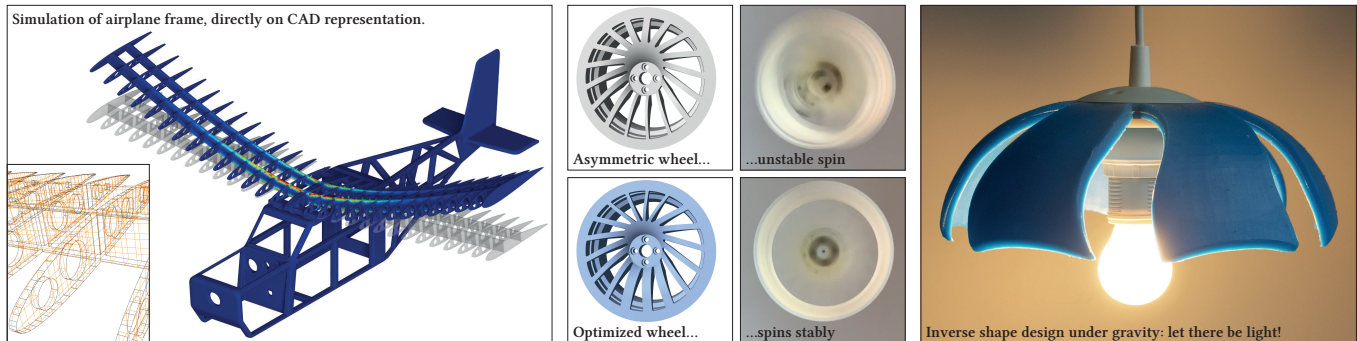 Simulation of airplane frame, directly on CAD representation.
Asymmetric wheel...
...unstable spin
Optimized wheel...
...spins stably
Inverse shape design under gravity: let there be light!